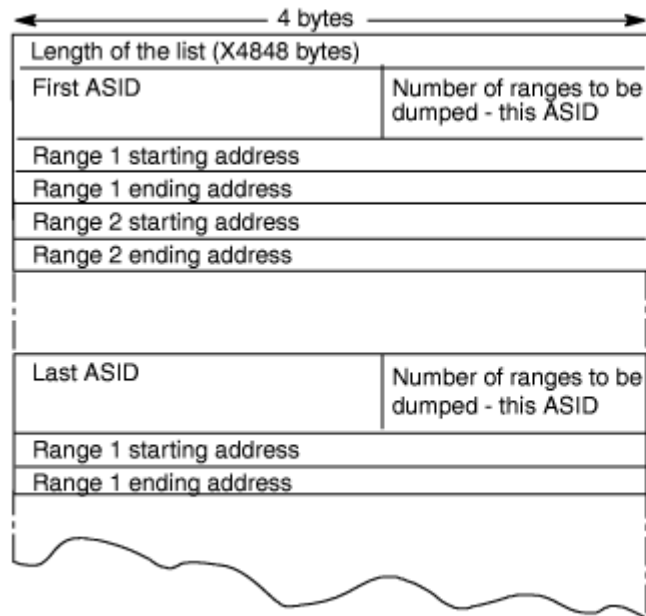 4 bytes
Length of the list (X4848 bytes)
First ASID
Number of ranges to be
dumped - this ASID
Range 1 starting address
Range 1 ending address
Range 2 starting address
Range 2 ending address
Last ASID
Number of ranges to be
dumped - this ASID
Range 1 starting address
Range 1 ending address